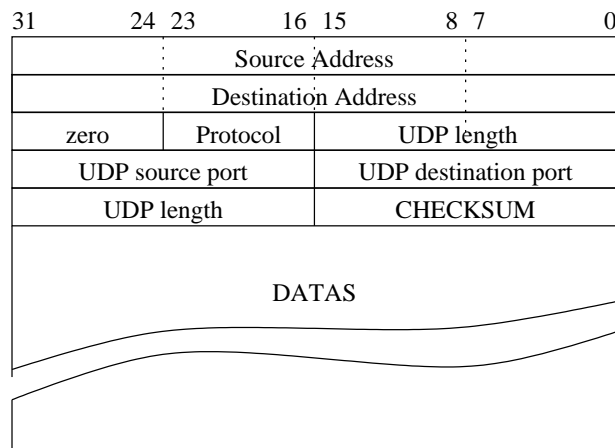 31 24 23 16 15 8 7 0
Source Address
Destination Address
zero Protocol UDP length
UDP source port UDP destination port
UDP length CHECKSUM
DATAS